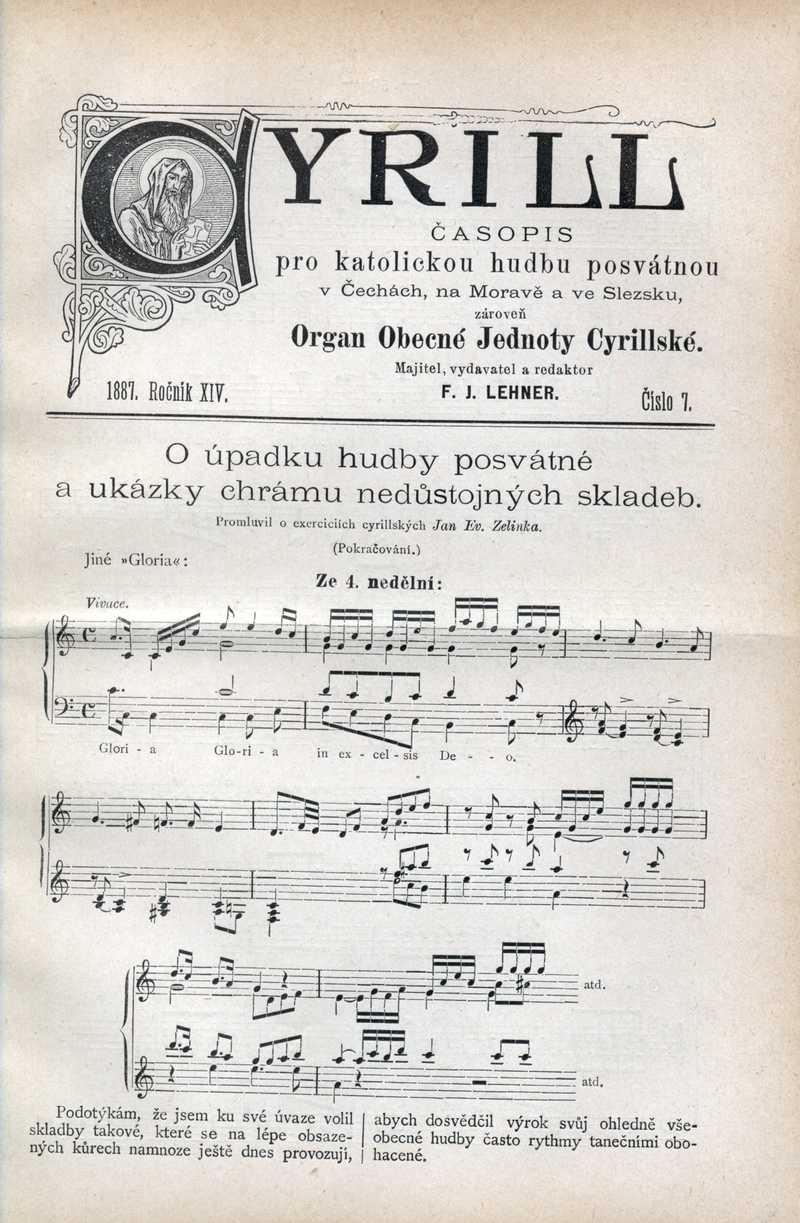 CYRILL
ČASOPIS
pro katolickou hudbu posvátnou
v Čechách, na Moravě a ve Slezsku,
zároveň
Organ Obecné Jednoty Cyrillské.
Majitel, vydavatel a redaktor
1887. Ročník XIV.
F. J. LEHNER.
Číslo 7.
O úpadku hudby posvátné
a ukázky chrámu nedůstojných skladeb.
Promluvil o exerciciích cyrillských Jan Ev. Zelinka.
(Pokračování.)
Jiné »Gloria«:
Ze 4. nedělní:
Vivace.
Glori - a Glo-ri - a in ex - cel - sis De - - o.
atd.
atd.
Podotýkám, že jsem ku své úvaze volil
skladby takové, které se na lépe obsaze-
ných kůrech namnoze ještě dnes provozují,
abych dosvědčil výrok svůj ohledně vše-
obecné hudby často rythmy tanečními obo-
hacené.